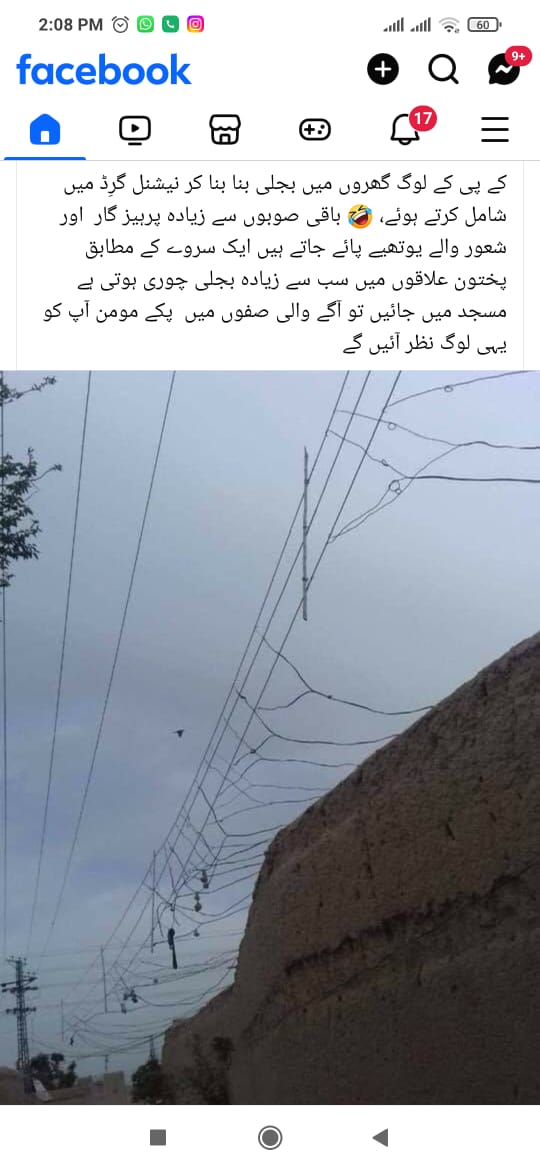 2:08 PM
60
facebook
9+
17
کے پی کے لوگ گھروں میں بجلی بنا بنا کر نیشنل گرِڈ میں
شامل کرتے ہوئے، 🤣 باقی صوبوں سے زیادہ پرہیز گار اور
شعور والے یوتھیے پائے جاتے ہیں ایک سروے کے مطابق
پختون علاقوں میں سب سے زیادہ بجلی چوری ہوتی ہے
مسجد میں جائیں تو آگے والی صفوں میں پکے مومن آپ کو
یہی لوگ نظر آئیں گے